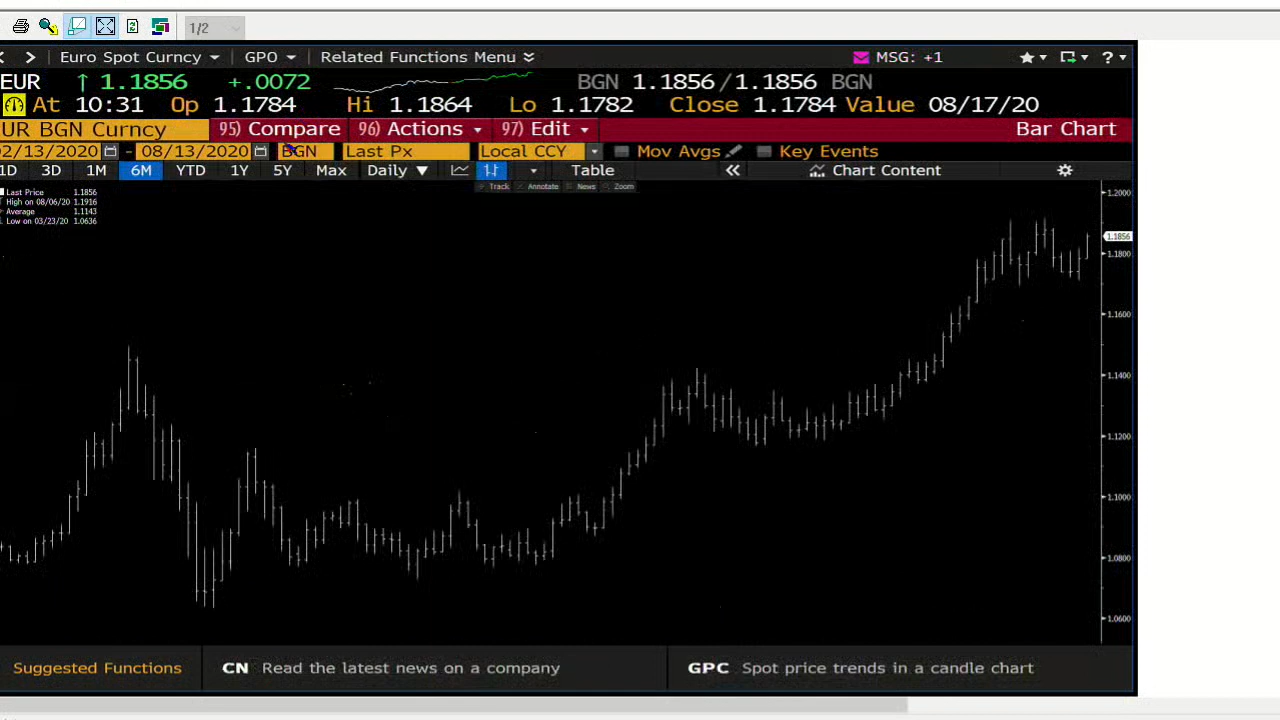 1/2
Euro Spot Curncy GPO Related Functions Menu MSG: +1 ?
EUR ↑ 1.1856 +.0072 BGN 1.1856/1.1856 BGN
At 10:31 Op 1.1784 Hi 1.1864 Lo 1.1782 Close 1.1784 Value 08/17/20
UR BGN Curncy 95) Compare 96) Actions 97) Edit Bar Chart
02/13/2020 - 08/13/2020 BGN Last Px Local CCY Mov Avgs Key Events
1D 3D 1M 6M YTD 1Y 5Y Max Daily ▼ Table « Chart Content
Track Annotate News Zoom
Last Price 1.1856
High on 08/06/20 1.1916
Average 1.1143
Low on 03/23/20 1.0636
1.2000
1.1856
1.1800
1.1600
1.1400
1.1200
1.1000
1.0800
1.0600
Suggested Functions CN Read the latest news on a company GPC Spot price trends in a candle chart